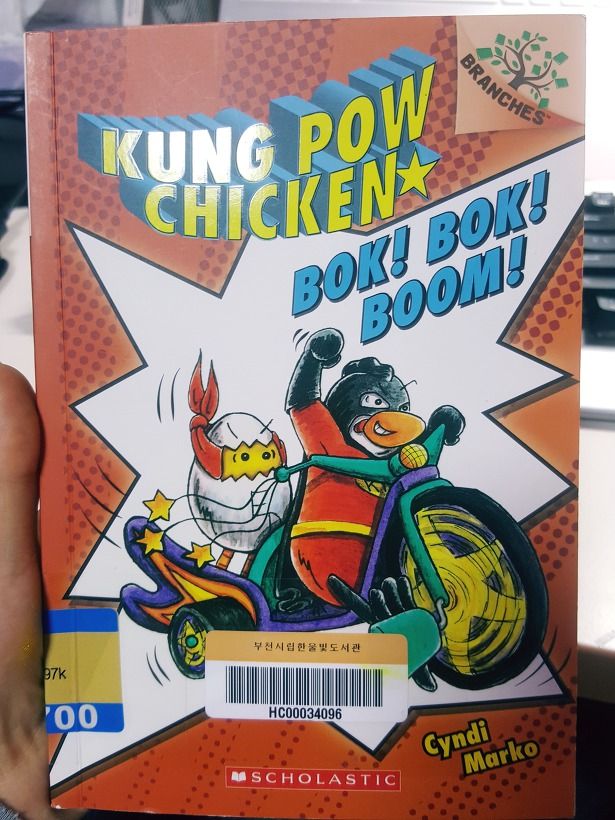 BRANCHES™
KUNG POW
CHICKEN
BOK! BOK!
BOOM!
97k
700
부천시립한울빛도서관
HC00034096
Cyndi
Marko
SCHOLASTIC